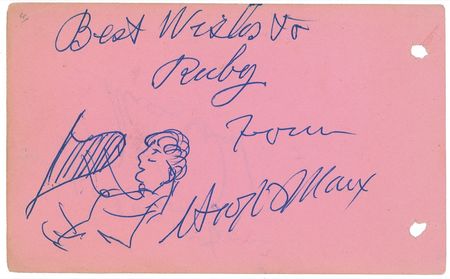 Best Wishes to
Ruby
From
Harpo Marx